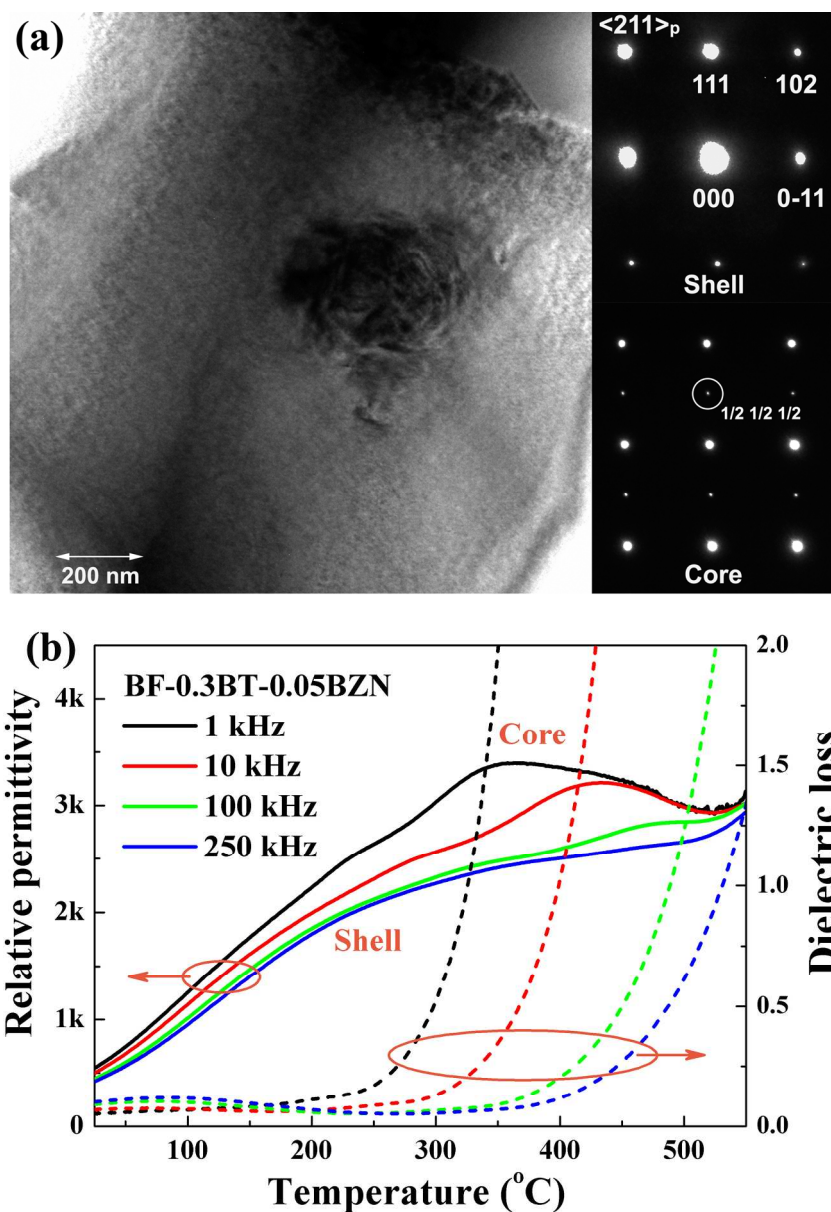 (a)
200 nm
<211>p
111 102
000 0-11
Shell
1/2 1/2 1/2
Core
(b)
BF-0.3BT-0.05BZN
1 kHz
10 kHz
100 kHz
250 kHz
Core
Shell
Relative permittivity
4k
3k
2k
1k
0
2.0
1.5
1.0
0.5
0.0
Dielectric loss
100 200 300 400 500
Temperature (°C)